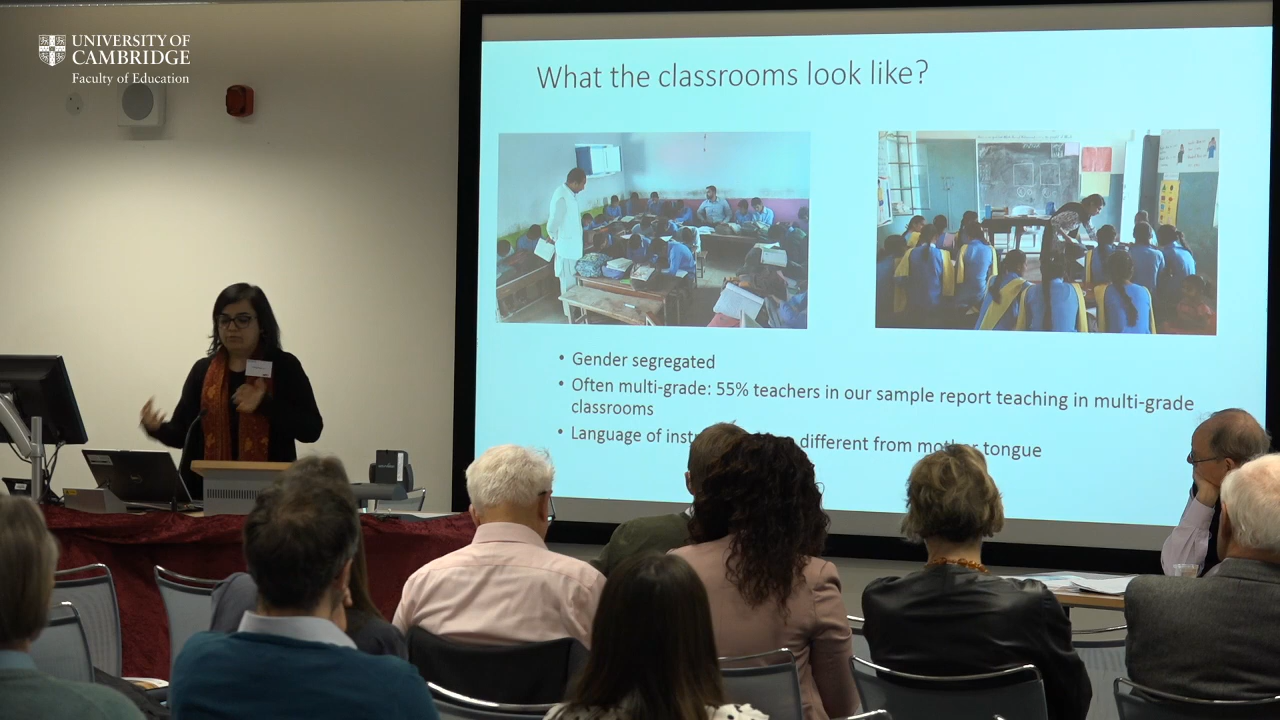 UNIVERSITY OF
CAMBRIDGE
Faculty of Education
What the classrooms look like?
• Gender segregated
• Often multi-grade: 55% teachers in our sample report teaching in multi-grade
classrooms
• Language of different from mother tongue